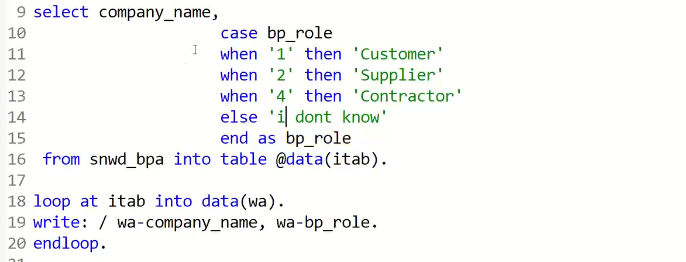 9 select company_name,
10 case bp_role
11 when '1' then 'Customer'
12 when '2' then 'Supplier'
13 when '4' then 'Contractor'
14 else 'i dont know'
15 end as bp_role
16 from snwd_bpa into table @data(itab).
17
18 loop at itab into data(wa).
19 write: / wa-company_name, wa-bp_role.
20 endloop.